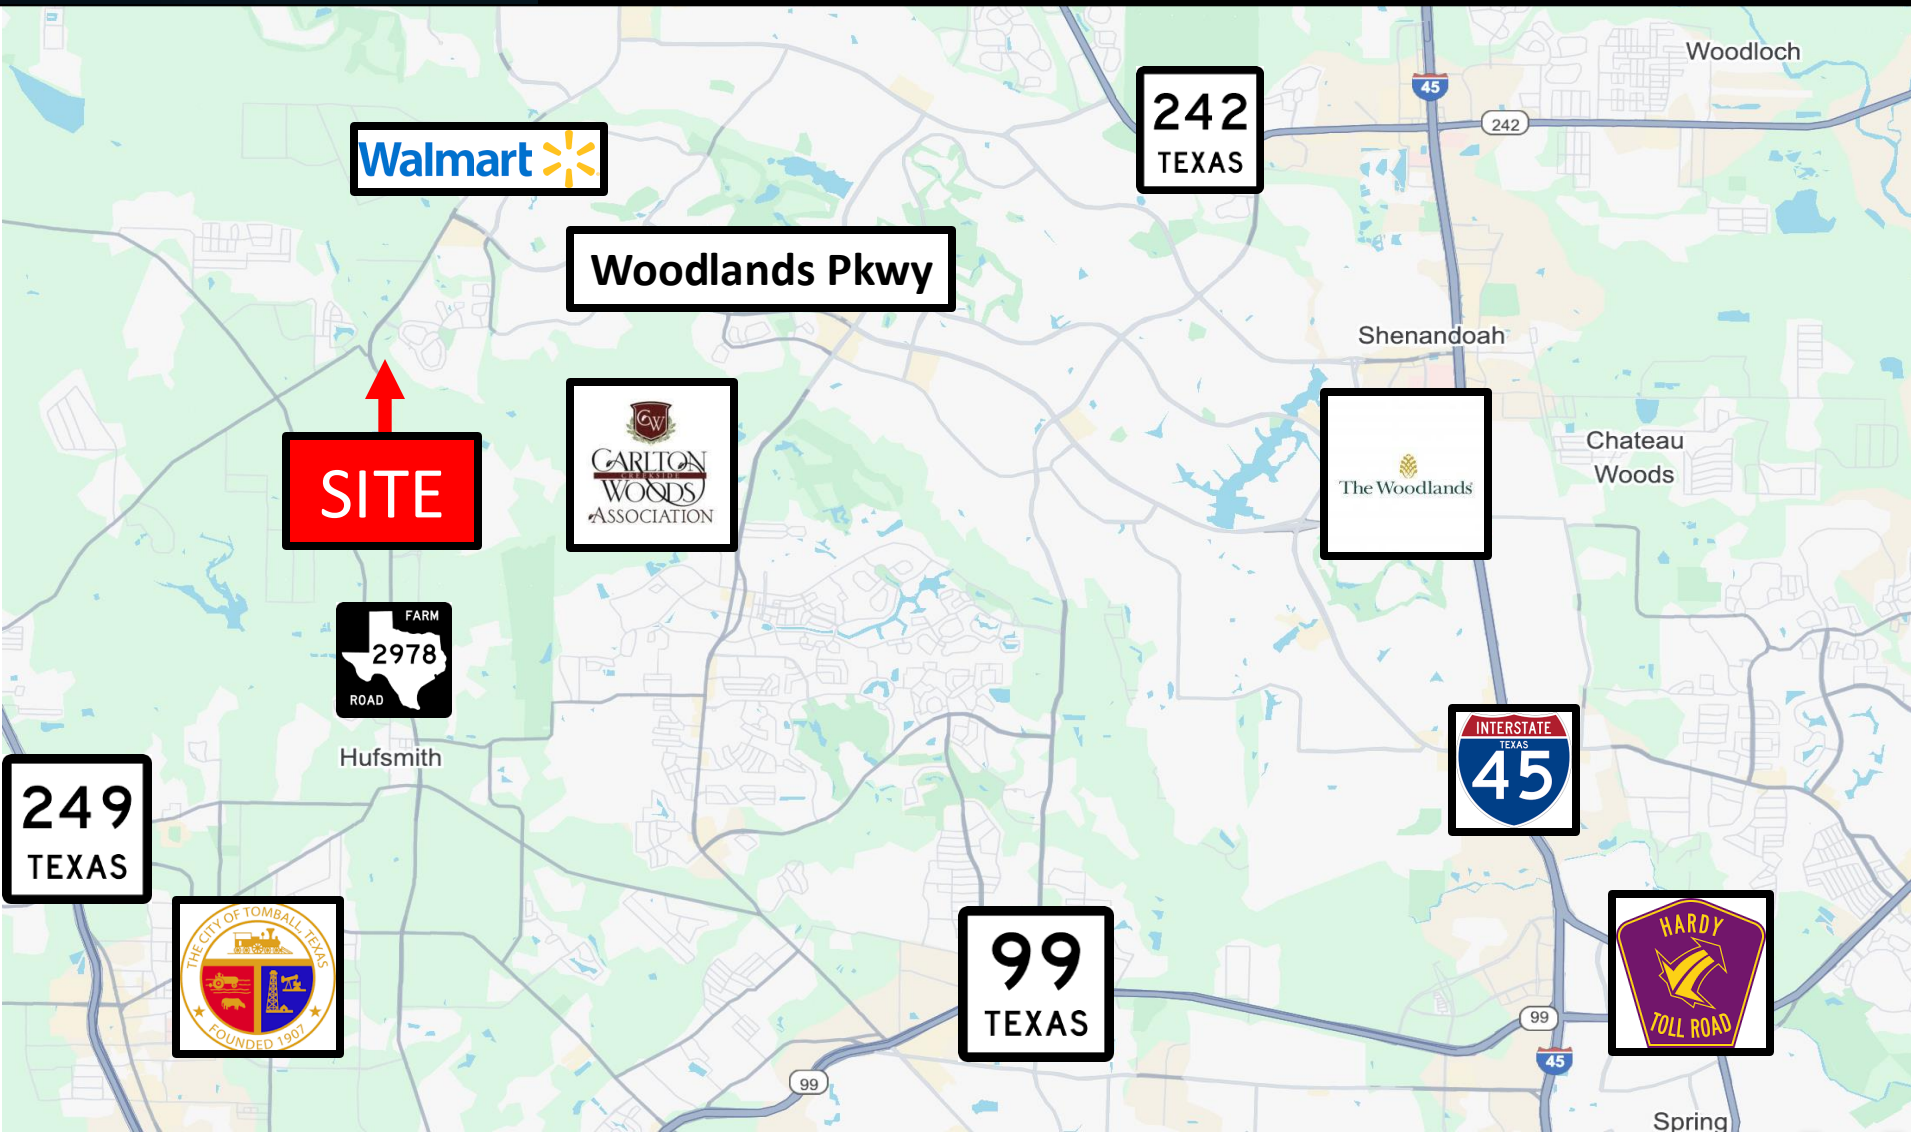 Woodloch
45
242
TEXAS
242
Walmart
Woodlands Pkwy
Shenandoah
CW
CARLTON
CREEKSIDE
WOODS
ASSOCIATION
The Woodlands
Chateau
Woods
SITE
FARM
2978
ROAD
Hufsmith
INTERSTATE
TEXAS
45
249
TEXAS
THE CITY OF TOMBALL, TEXAS
FOUNDED 1907
99
TEXAS
HARDY
TOLL ROAD
99
45
99
Spring